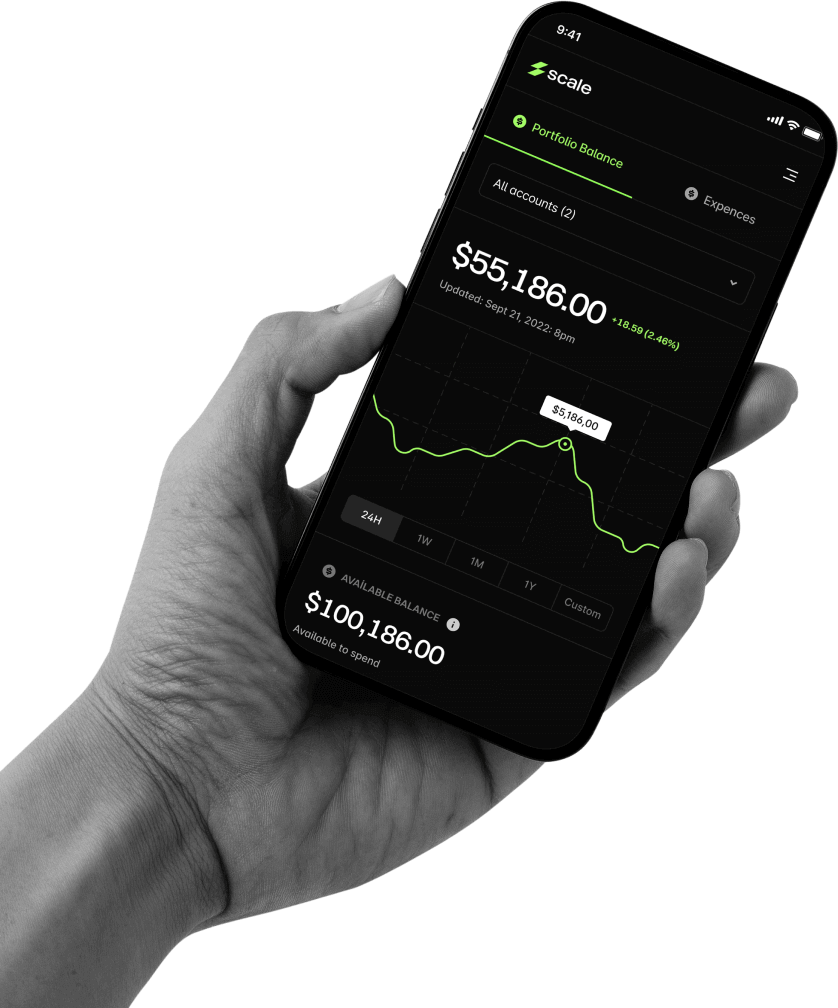 9:41
scale
Portfolio Balance
Expences
All accounts (2)
$55,186.00
+18.59 (2.46%)
Updated: Sept 21, 2022: 8pm
$5,186,00
24H
1W
1M
1Y
Custom
AVAILABLE BALANCE
$100,186.00
Available to spend